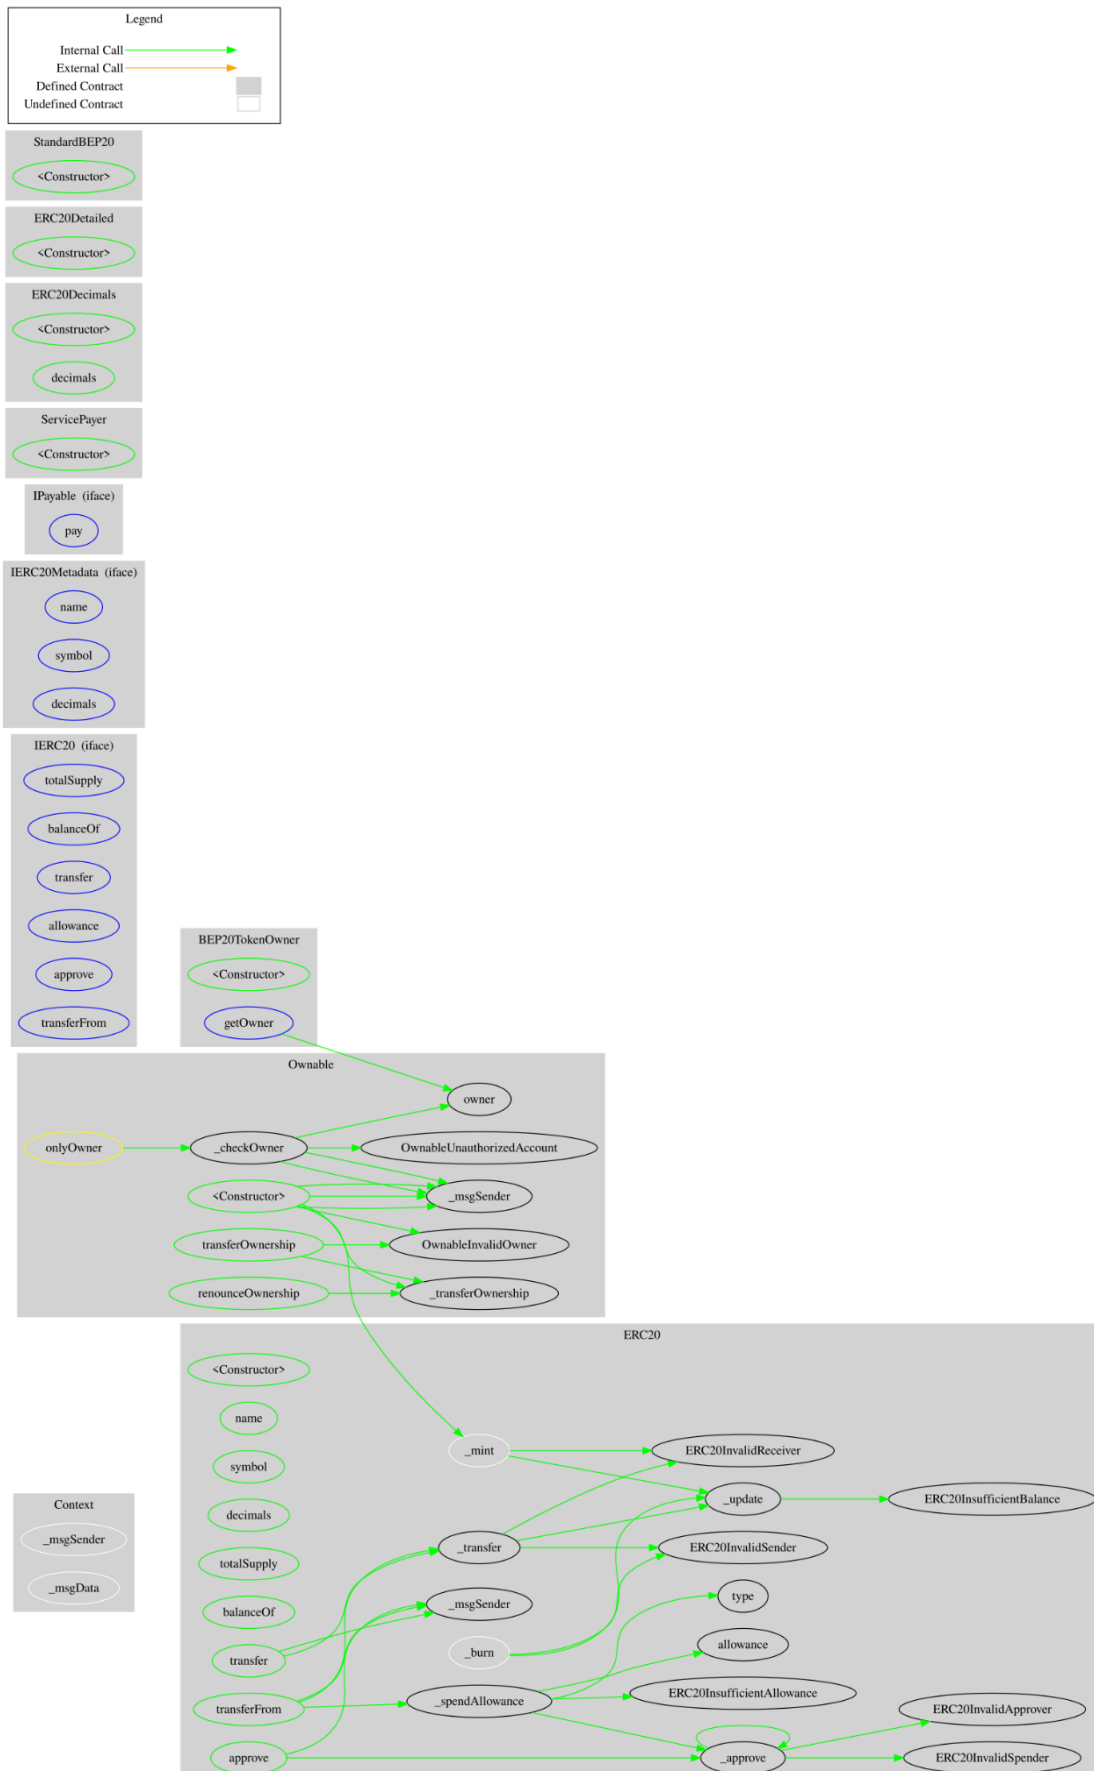 Legend
Internal Call
External Call
Defined Contract
Undefined Contract
StandardBEP20
<Constructor>
ERC20Detailed
<Constructor>
ERC20Decimals
<Constructor>
decimals
ServicePayer
<Constructor>
IPayable (iface)
pay
IERC20Metadata (iface)
name
symbol
decimals
IERC20 (iface)
totalSupply
balanceOf
transfer
allowance
approve
transferFrom
BEP20TokenOwner
<Constructor>
getOwner
Ownable
owner
onlyOwner
_checkOwner
OwnableUnauthorizedAccount
<Constructor>
_msgSender
transferOwnership
OwnableInvalidOwner
renounceOwnership
_transferOwnership
Context
_msgSender
_msgData
ERC20
<Constructor>
name
symbol
decimals
totalSupply
balanceOf
transfer
transferFrom
approve
_mint
_transfer
_msgSender
_burn
_spendAllowance
ERC20InvalidReceiver
_update
ERC20InvalidSender
type
allowance
ERC20InsufficientAllowance
_approve
ERC20InsufficientBalance
ERC20InvalidApprover
ERC20InvalidSpender